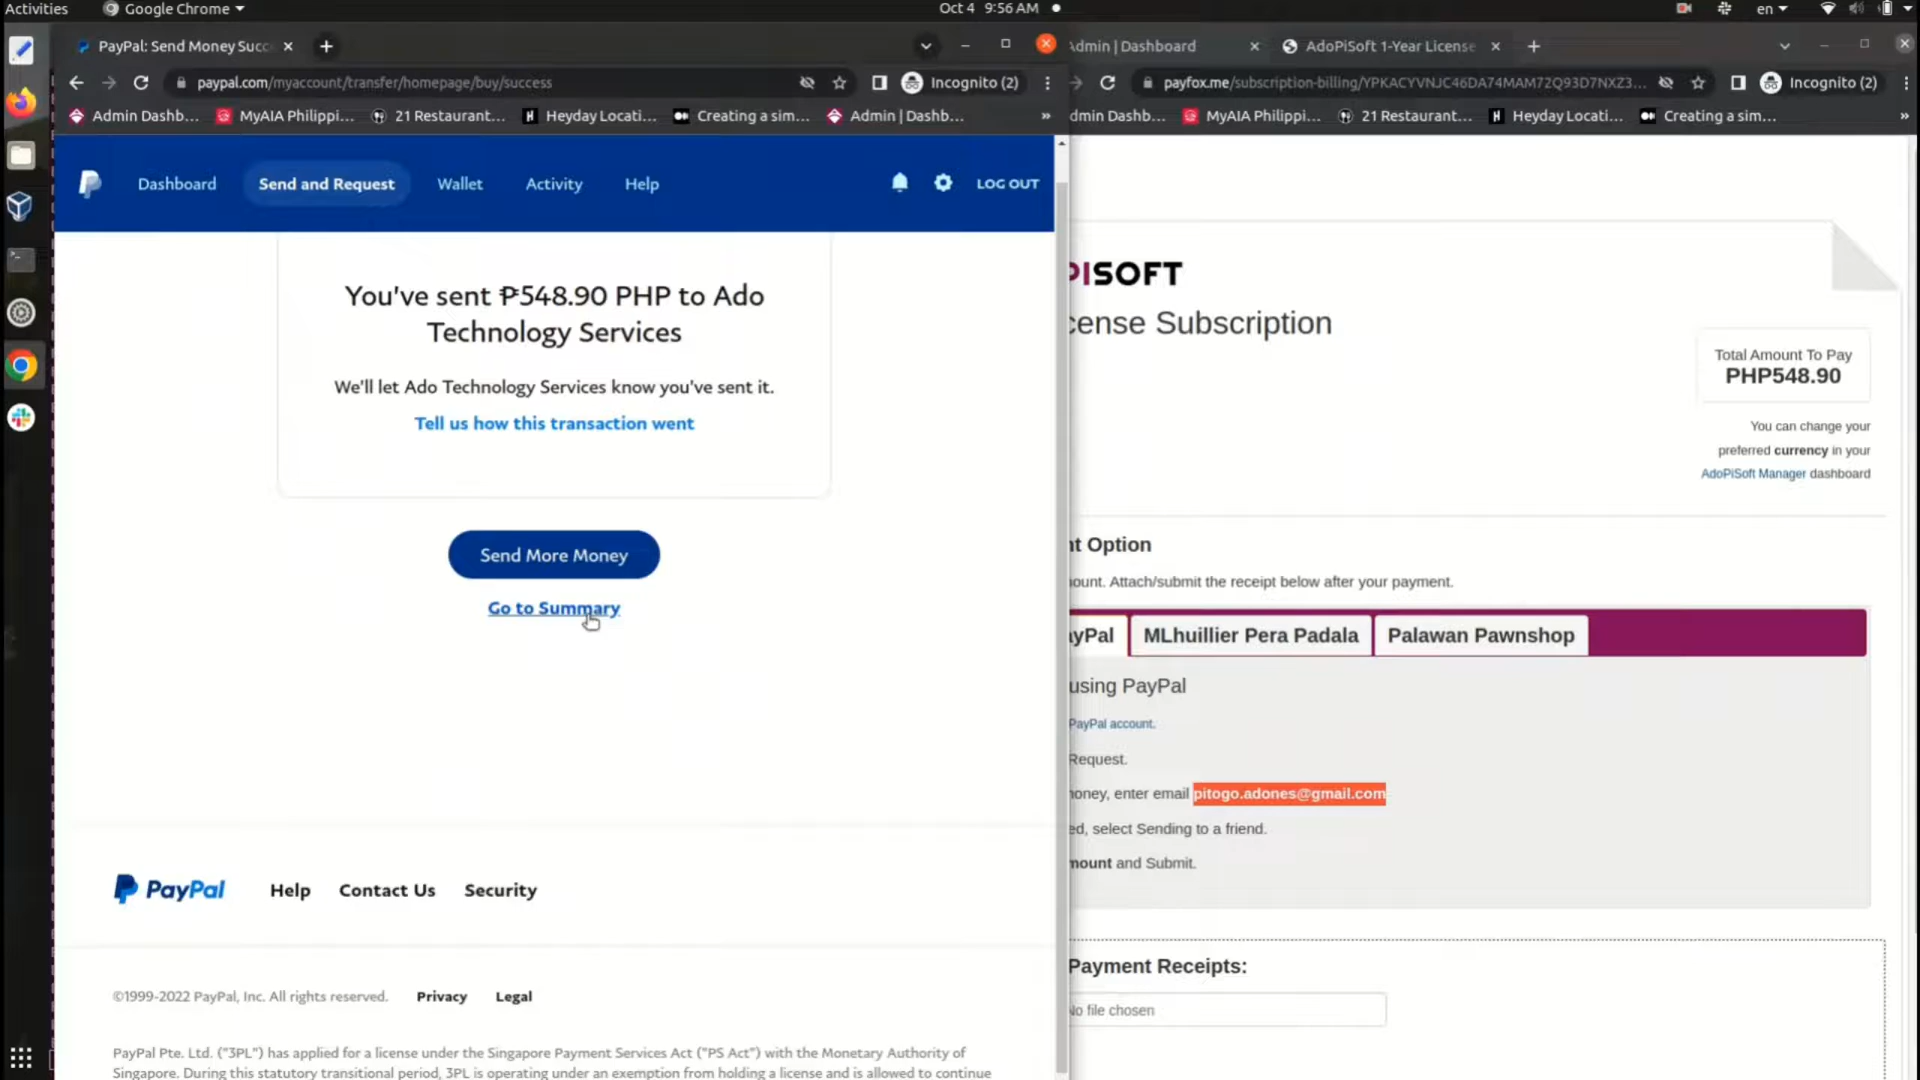 Activities
Google Chrome
Oct 4 9:56 AM
en
PayPal: Send Money Succ
paypal.com/myaccount/transfer/homepage/buy/success
Incognito (2)
Admin Dashb...
MyAIA Philippi...
21 Restaurant...
Heyday Locati...
Creating a sim...
Admin | Dashb...
»
Dashboard
Send and Request
Wallet
Activity
Help
LOG OUT
You've sent ₱548.90 PHP to Ado
Technology Services
We'll let Ado Technology Services know you've sent it.
Tell us how this transaction went
Send More Money
Go to Summary
PayPal
Help
Contact Us
Security
©1999-2022 PayPal, Inc. All rights reserved.
Privacy
Legal
PayPal Pte. Ltd. ("3PL") has applied for a license under the Singapore Payment Services Act ("PS Act") with the Monetary Authority of
Singapore. During this statutory transitional period, 3PL is operating under an exemption from holding a license and is allowed to continue
Admin | Dashboard
AdoPiSoft 1-Year License
payfox.me/subscription-billing/YPKACYVNJC46DA74MAM72Q93D7NXZ3...
Incognito (2)
dmin Dashb...
MyAIA Philippi...
21 Restaurant...
Heyday Locati...
Creating a sim...
»
PISOFT
cense Subscription
Total Amount To Pay
PHP548.90
You can change your
preferred currency in your
AdoPiSoft Manager dashboard
nt Option
ount. Attach/submit the receipt below after your payment.
ayPal
MLhuillier Pera Padala
Palawan Pawnshop
using PayPal
PayPal account.
Request.
oney, enter email pitogo.adones@gmail.com
ed, select Sending to a friend.
mount and Submit.
Payment Receipts:
No file chosen